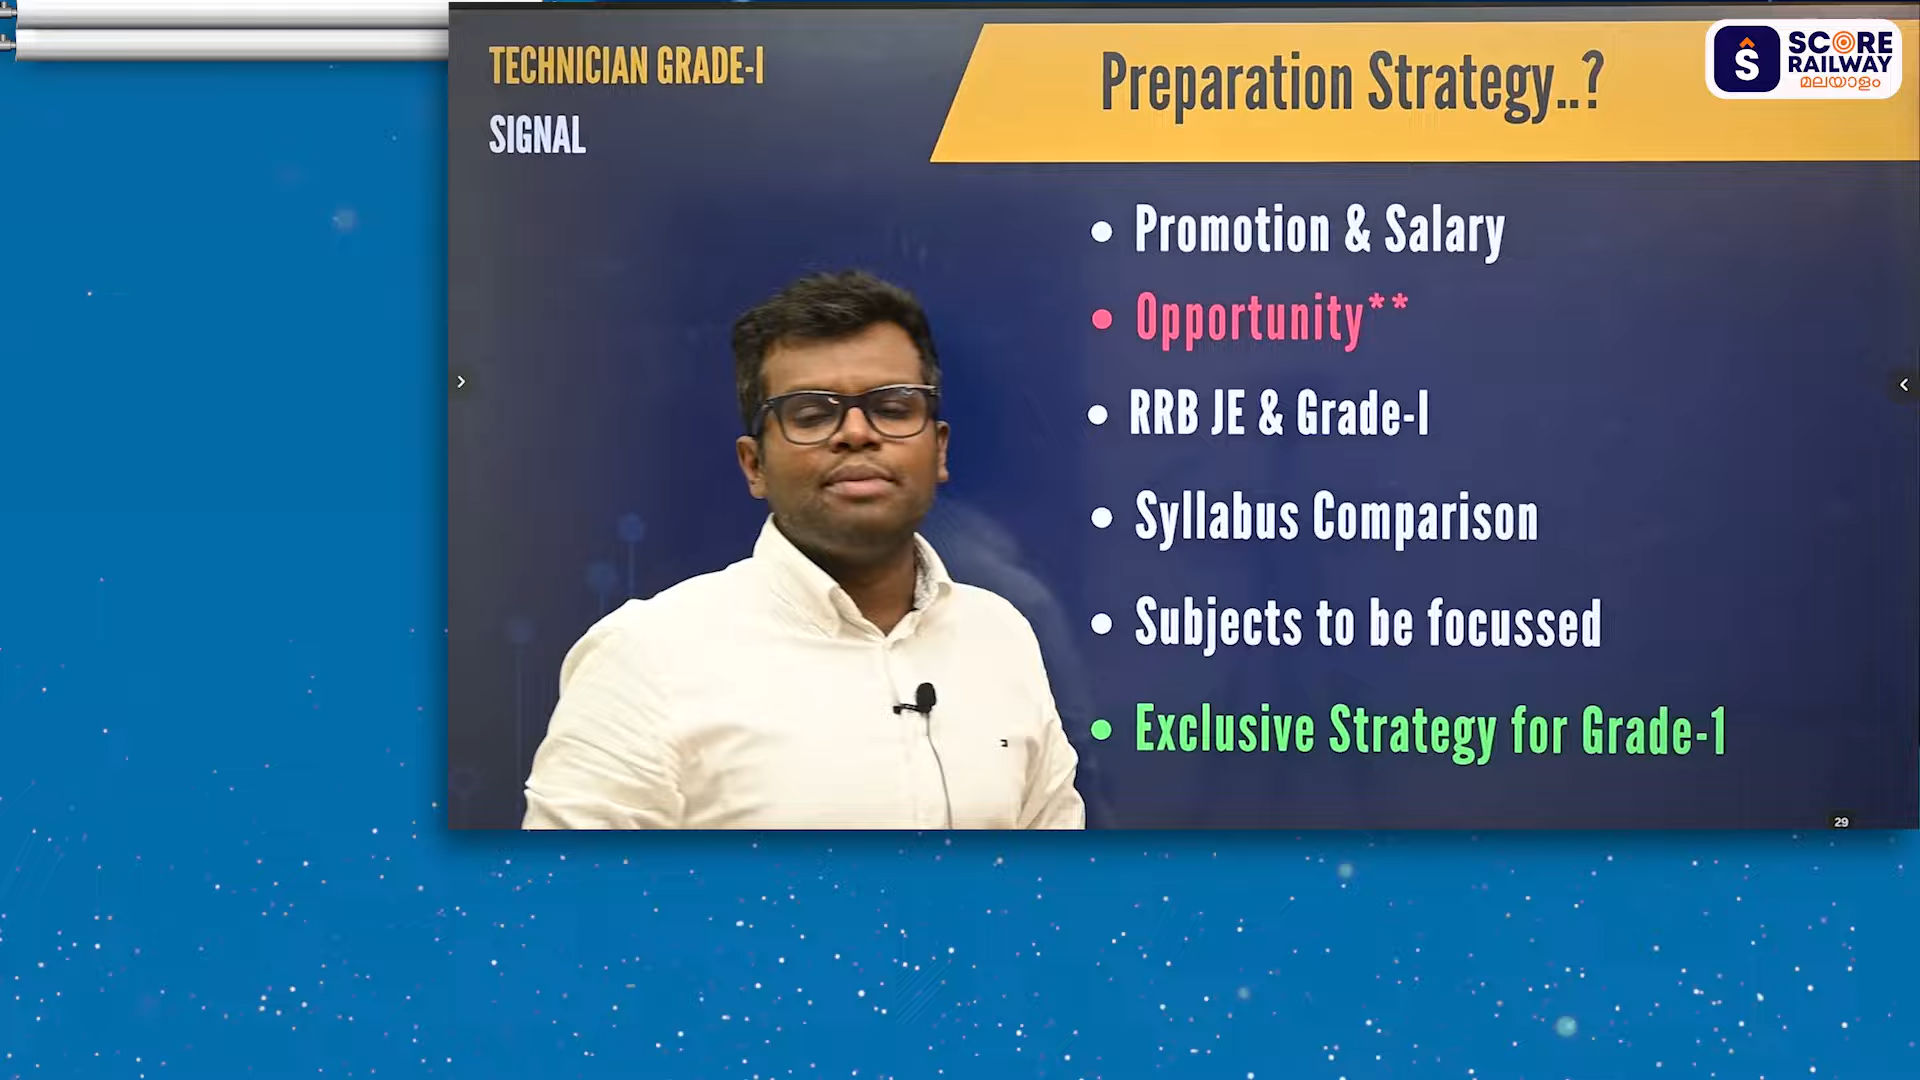 TECHNICIAN GRADE-I
SIGNAL
Preparation Strategy..?
SCORE
RAILWAY
മലയാളം
• Promotion & Salary
• Opportunity**
• RRB JE & Grade-I
• Syllabus Comparison
• Subjects to be focussed
• Exclusive Strategy for Grade-1
29